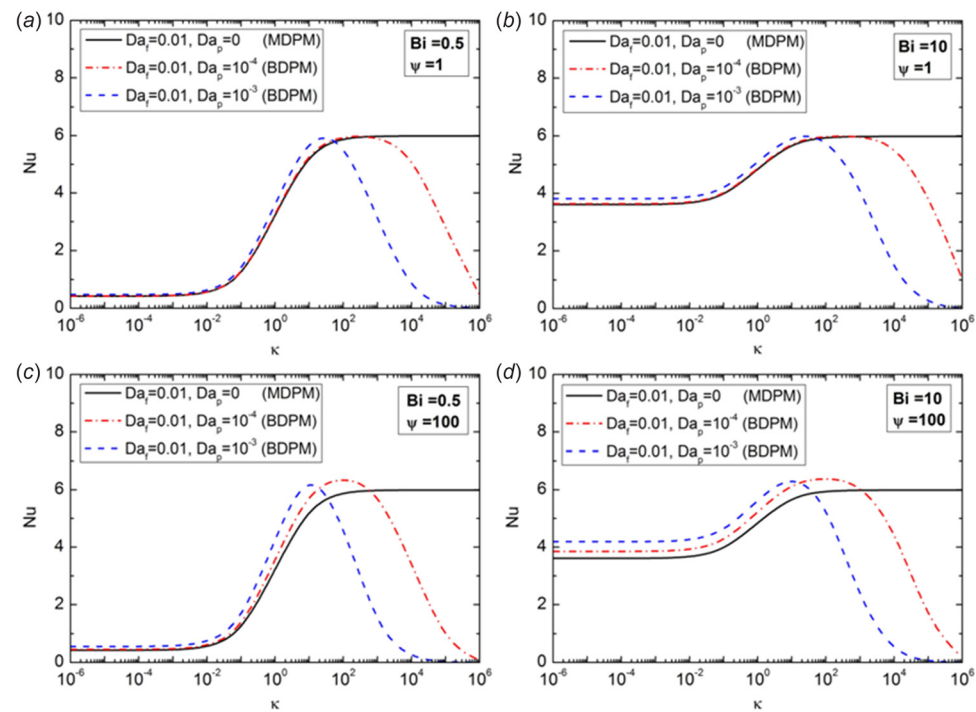 (a)
10
8
6
4
2
0
Nu
Da_f=0.01, Da_p=0 (MDPM)
Da_f=0.01, Da_p=10^-4 (BDPM)
Da_f=0.01, Da_p=10^-3 (BDPM)
Bi =0.5
ψ =1
10^-6 10^-4 10^-2 10^0 10^2 10^4 10^6
κ
(b)
10
8
6
4
2
0
Nu
Da_f=0.01, Da_p=0 (MDPM)
Da_f=0.01, Da_p=10^-4 (BDPM)
Da_f=0.01, Da_p=10^-3 (BDPM)
Bi =10
ψ =1
10^-6 10^-4 10^-2 10^0 10^2 10^4 10^6
κ
(c)
10
8
6
4
2
0
Nu
Da_f=0.01, Da_p=0 (MDPM)
Da_f=0.01, Da_p=10^-4 (BDPM)
Da_f=0.01, Da_p=10^-3 (BDPM)
Bi =0.5
ψ =100
10^-6 10^-4 10^-2 10^0 10^2 10^4 10^6
κ
(d)
10
8
6
4
2
0
Nu
Da_f=0.01, Da_p=0 (MDPM)
Da_f=0.01, Da_p=10^-4 (BDPM)
Da_f=0.01, Da_p=10^-3 (BDPM)
Bi =10
ψ =100
10^-6 10^-4 10^-2 10^0 10^2 10^4 10^6
κ